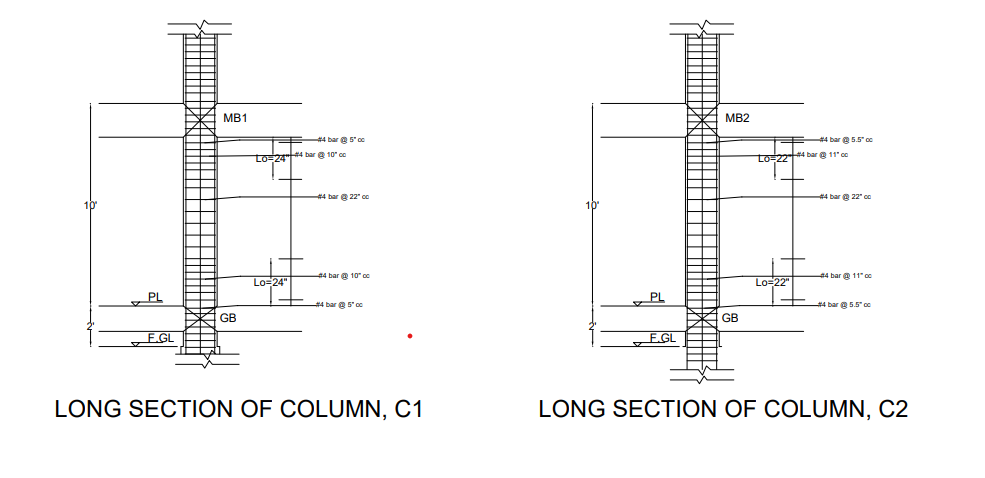 MB1
#4 bar @ 5" cc
Lo=24"
#4 bar @ 10" cc
#4 bar @ 22" cc
10'
#4 bar @ 10" cc
Lo=24"
PL
#4 bar @ 5" cc
GB
2'
F.GL
LONG SECTION OF COLUMN, C1
MB2
#4 bar @ 5.5" cc
Lo=22"
#4 bar @ 11" cc
#4 bar @ 22" cc
10'
#4 bar @ 11" cc
Lo=22"
PL
#4 bar @ 5.5" cc
GB
2'
F.GL
LONG SECTION OF COLUMN, C2